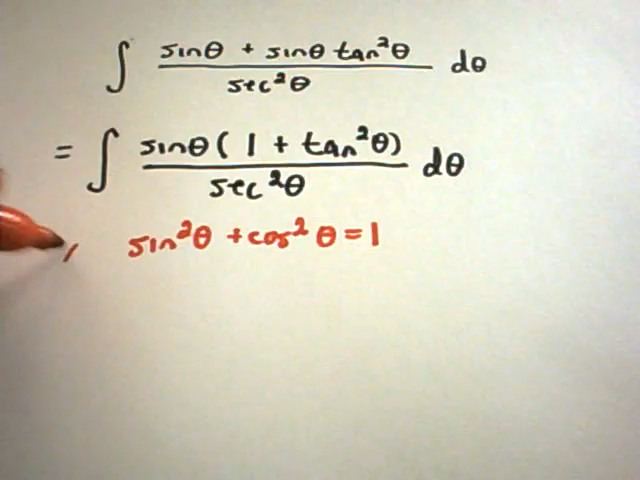 ∫ (sinθ + sinθ tan²θ) / (sec²θ) dθ
= ∫ (sinθ(1 + tan²θ)) / (sec²θ) dθ
sin²θ + cos²θ = 1